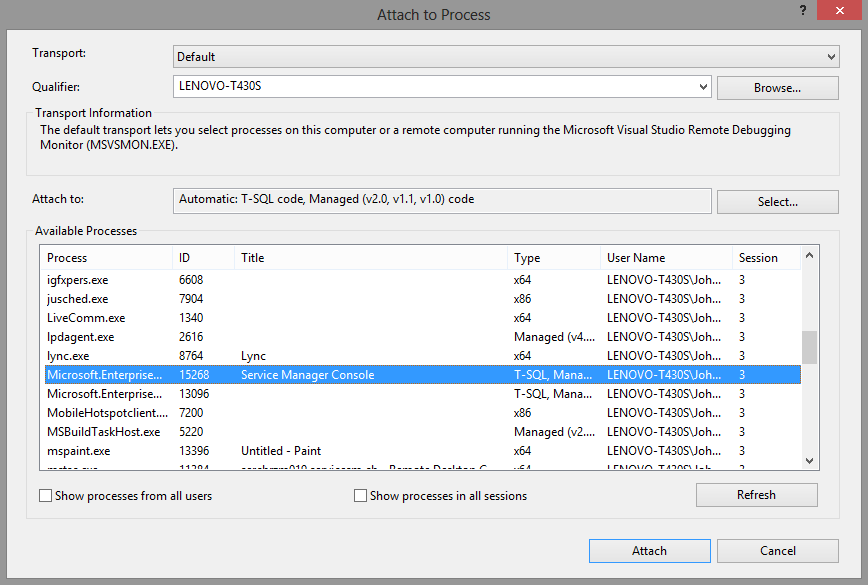 Attach to Process
?
Transport:
Default
Qualifier:
LENOVO-T430S
Browse...
Transport Information
The default transport lets you select processes on this computer or a remote computer running the Microsoft Visual Studio Remote Debugging
Monitor (MSVSMON.EXE).
Attach to:
Automatic: T-SQL code, Managed (v2.0, v1.1, v1.0) code
Select...
Available Processes
Process ID Title Type User Name Session
igfxpers.exe 6608 x64 LENOVO-T430S\Joh... 3
jusched.exe 7904 x86 LENOVO-T430S\Joh... 3
LiveComm.exe 1340 x64 LENOVO-T430S\Joh... 3
lpdagent.exe 2616 Managed (v4.... LENOVO-T430S\Joh... 3
lync.exe 8764 Lync x64 LENOVO-T430S\Joh... 3
Microsoft.Enterprise... 15268 Service Manager Console T-SQL, Mana... LENOVO-T430S\Joh... 3
Microsoft.Enterprise... 13096 T-SQL, Mana... LENOVO-T430S\Joh... 3
MobileHotspotclient.... 7200 x86 LENOVO-T430S\Joh... 3
MSBuildTaskHost.exe 5220 Managed (v2.... LENOVO-T430S\Joh... 3
mspaint.exe 13396 Untitled - Paint x64 LENOVO-T430S\Joh... 3
Remote Desktop x64 LENOVO-T430S\Joh... 3
Show processes from all users
Show processes in all sessions
Refresh
Attach
Cancel